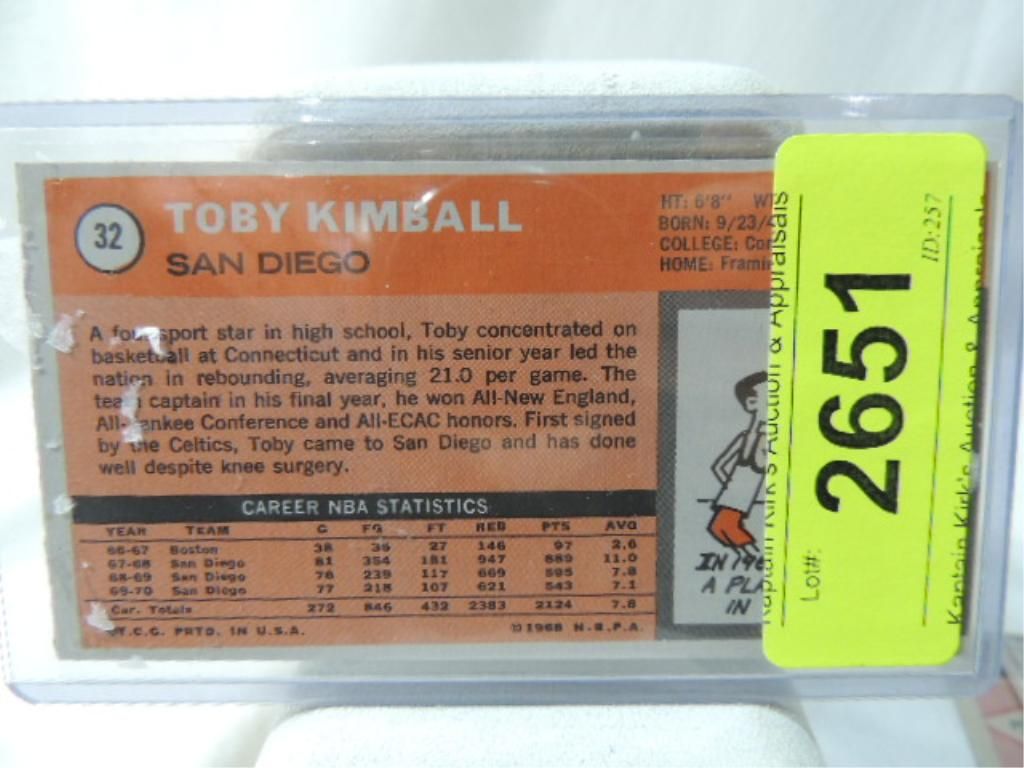 32
TOBY KIMBALL
SAN DIEGO
HT: 6'8"
BORN: 9/23/
COLLEGE:
HOME:
A four sport star in high school, Toby concentrated on
basketball at Connecticut and in his senior year led the
nation in rebounding, averaging 21.0 per game. The
team captain in his final year, he won All-New England,
All-Yankee Conference and All-ECAC honors. First signed
by the Celtics, Toby came to San Diego and has done
well despite knee surgery.
CAREER NBA STATISTICS
YEAR TEAM G FG FT REB PTS AVG
66-67 Boston 38 35 27 146 97 2.6
67-68 San Diego 81 354 181 947 889 11.0
68-69 San Diego 76 239 117 669 595 7.8
69-70 San Diego 77 218 107 621 543 7.1
Car. Totals 272 846 432 2383 2124 7.8
T.C.G. PRTD. IN U.S.A.
© 1968 N.B.P.A.
IN
A
IN
Kaptain Kirk's Auction & Appraisals
Lot#:
2651
ID:257
Kaptain Kirk's Auction & Appraisals